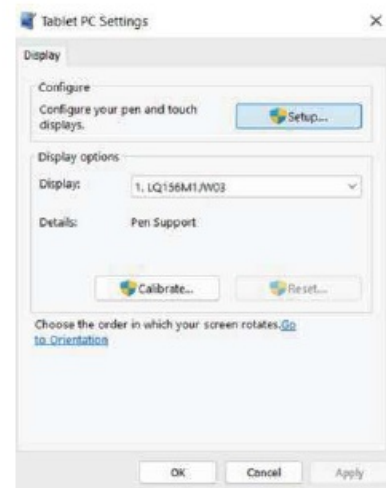 Tablet PC Settings
Display
Configure
Configure your pen and touch
displays.
Setup...
Display options
Display:
1. LQ156M1JW03
Details:
Pen Support
Calibrate...
Reset...
Choose the order in which your screen rotates.Go
to Orientation
OK
Cancel
Apply